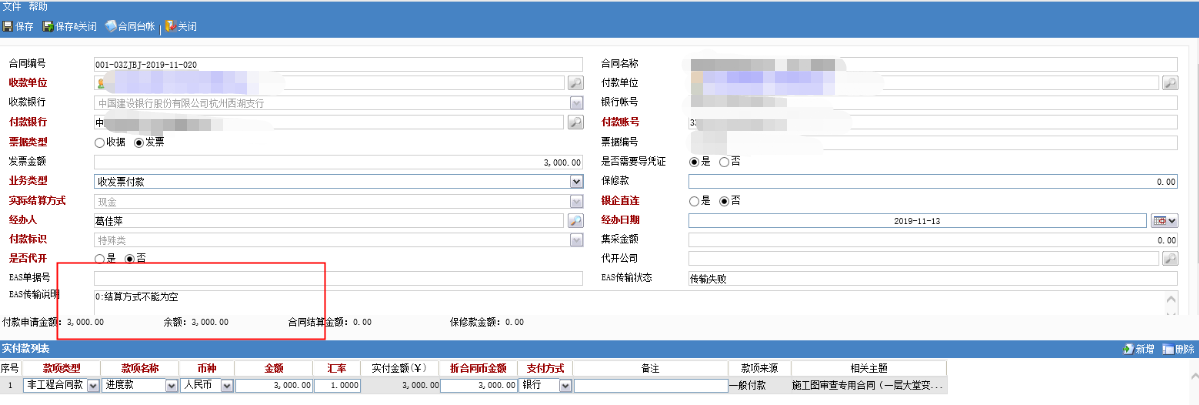 文件 帮助
保存 保存&关闭 合同台帐 关闭
合同编号 001-03ZJBJ-2019-11-020 合同名称
收款单位 付款单位
收款银行 中国建设银行股份有限公司杭州西湖支行 银行帐号
付款银行 中 付款账号 33
票据类型 收据 发票 票据编号
发票金额 3,000.00 是否需要导凭证 是 否
业务类型 收发票付款 保修款 0.00
实际结算方式 现金 银企直连 是 否
经办人 葛佳萍 经办日期 2019-11-13
付款标识 特殊类 集采金额 0.00
是否代开 是 否 代开公司
EAS单据号 EAS传输状态 传输失败
EAS传输说明 0:结算方式不能为空
付款申请金额: 3,000.00 余额: 3,000.00 合同结算金额: 0.00 保修款金额: 0.00
实付款列表 新增 删除
序号 款项类型 款项名称 币种 金额 汇率 实付金额(¥) 折合同币金额 支付方式 备注 款项来源 相关主题
1 非工程合同款 进度款 人民币 3,000.00 1.0000 3,000.00 3,000.00 银行 一般付款 施工图审查专用合同（一层大堂变...